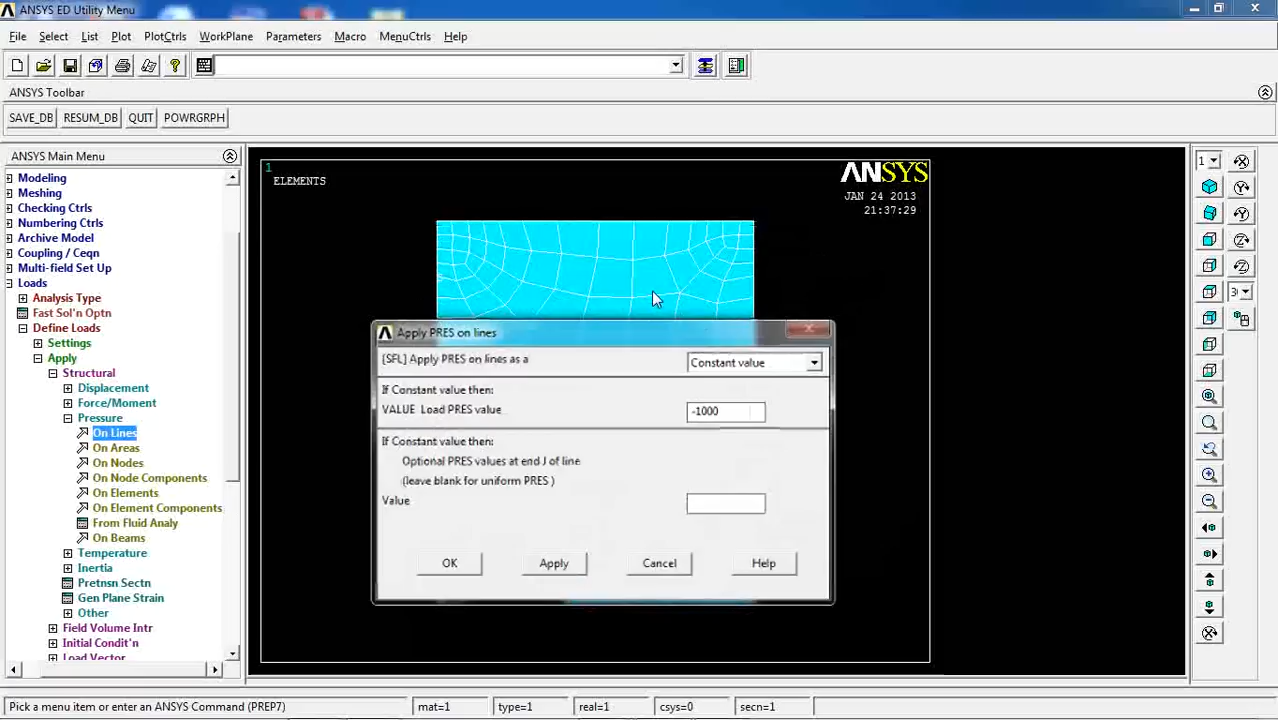 ANSYS ED Utility Menu
File Select List Plot PlotCtrls WorkPlane Parameters Macro MenuCtrls Help
ANSYS Toolbar
SAVE_DB RESUM_DB QUIT POWRGRPH
ANSYS Main Menu
Modeling
Meshing
Checking Ctrls
Numbering Ctrls
Archive Model
Coupling / Ceqn
Multi-field Set Up
Loads
Analysis Type
Fast Sol'n Optn
Define Loads
Settings
Apply
Structural
Displacement
Force/Moment
Pressure
On Lines
On Areas
On Nodes
On Node Components
On Elements
On Element Components
From Fluid Analy
On Beams
Temperature
Inertia
Pretnsn Sectn
Gen Plane Strain
Other
Field Volume Intr
Initial Condit'n
Load Vector
1
ELEMENTS
ANSYS
JAN 24 2013
21:37:29
Apply PRES on lines
[SFL] Apply PRES on lines as a Constant value
If Constant value then:
VALUE Load PRES value -1000
If Constant value then:
Optional PRES values at end J of line
(leave blank for uniform PRES )
Value
OK Apply Cancel Help
1
3
Pick a menu item or enter an ANSYS Command (PREP7) mat=1 type=1 real=1 csys=0 secn=1